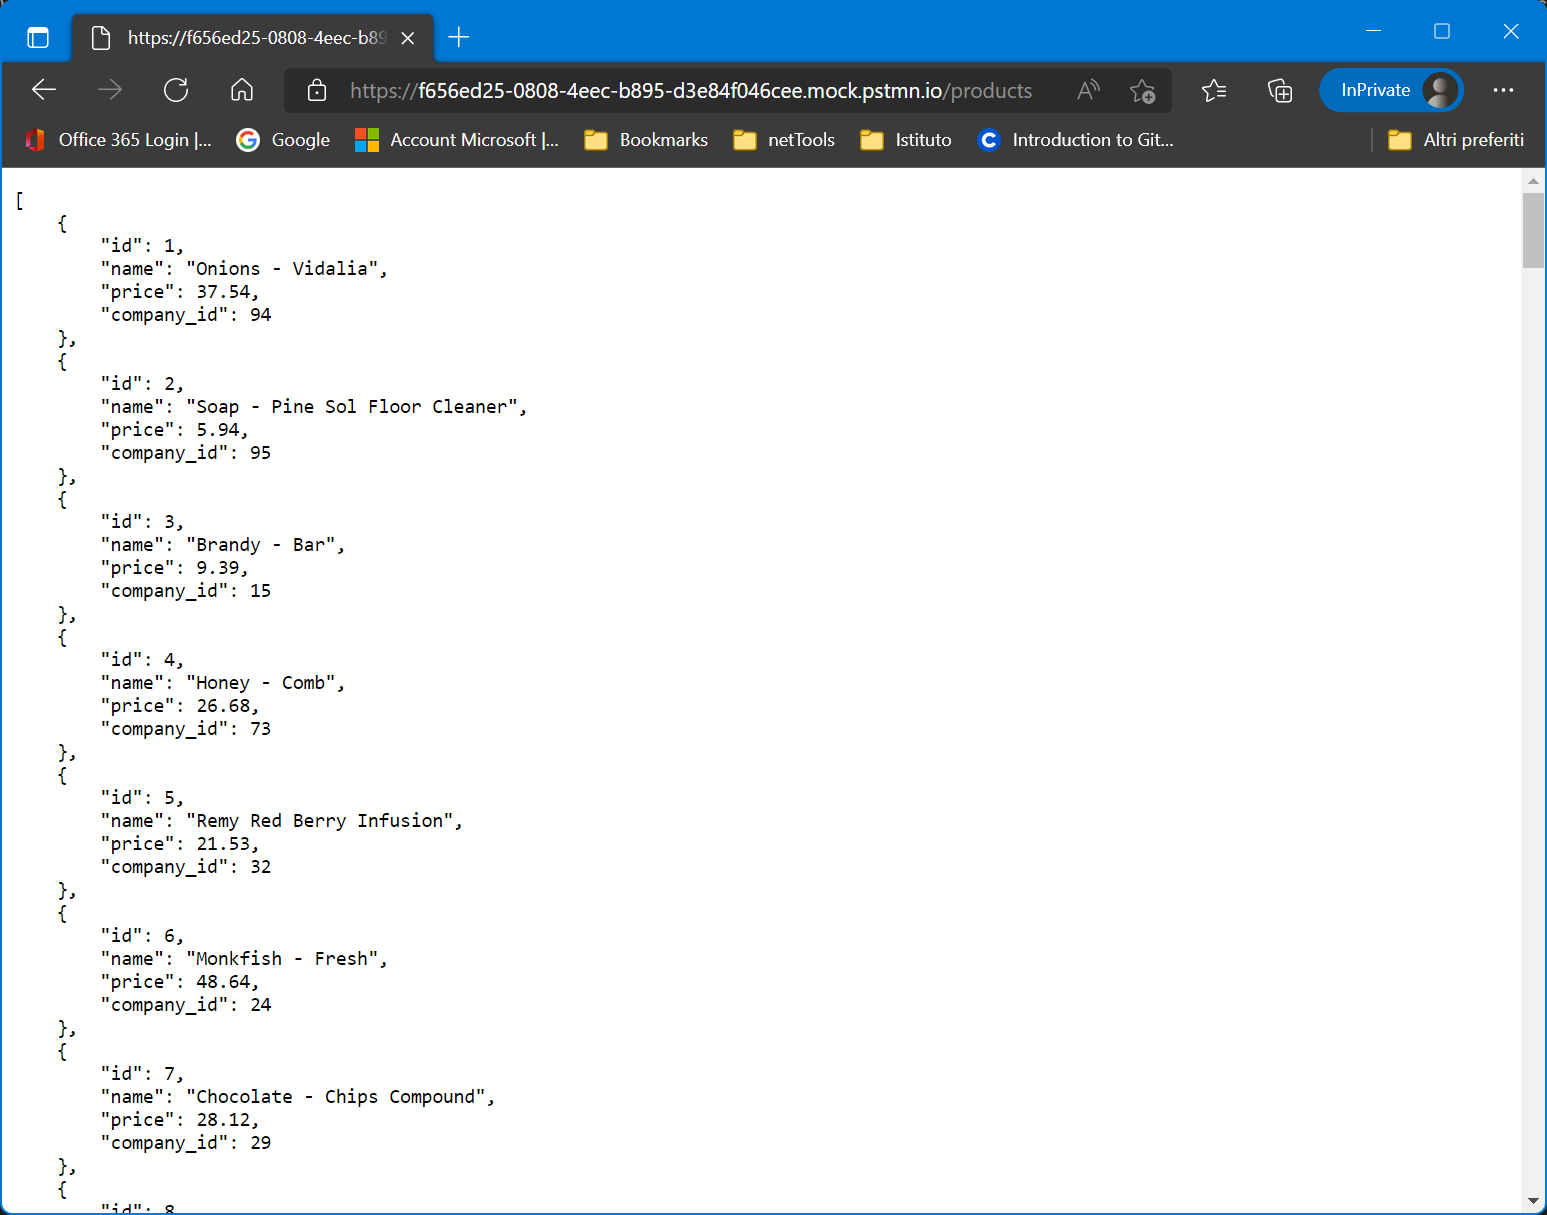 https://f656ed25-0808-4eec-b89
https://f656ed25-0808-4eec-b895-d3e84f046cee.mock.pstmn.io/products
InPrivate
Office 365 Login |...
Google
Account Microsoft |...
Bookmarks
netTools
Istituto
Introduction to Git...
Altri preferiti
[
{
"id": 1,
"name": "Onions - Vidalia",
"price": 37.54,
"company_id": 94
},
{
"id": 2,
"name": "Soap - Pine Sol Floor Cleaner",
"price": 5.94,
"company_id": 95
},
{
"id": 3,
"name": "Brandy - Bar",
"price": 9.39,
"company_id": 15
},
{
"id": 4,
"name": "Honey - Comb",
"price": 26.68,
"company_id": 73
},
{
"id": 5,
"name": "Remy Red Berry Infusion",
"price": 21.53,
"company_id": 32
},
{
"id": 6,
"name": "Monkfish - Fresh",
"price": 48.64,
"company_id": 24
},
{
"id": 7,
"name": "Chocolate - Chips Compound",
"price": 28.12,
"company_id": 29
},
{
"id": 8